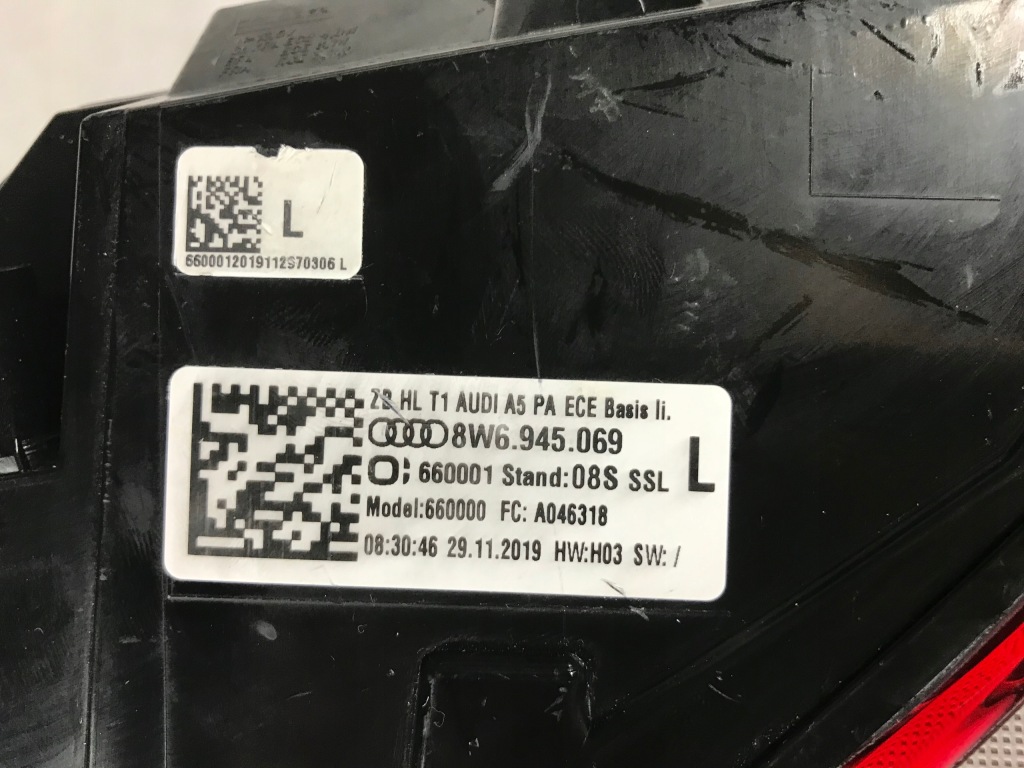 L
6600012019112S70306 L
ZB HL T1 AUDI A5 PA ECE Basis li.
8W6.945.069
L
660001 Stand:08S SSL
Model:660000 FC: A046318
08:30:46 29.11.2019 HW:H03 SW: /